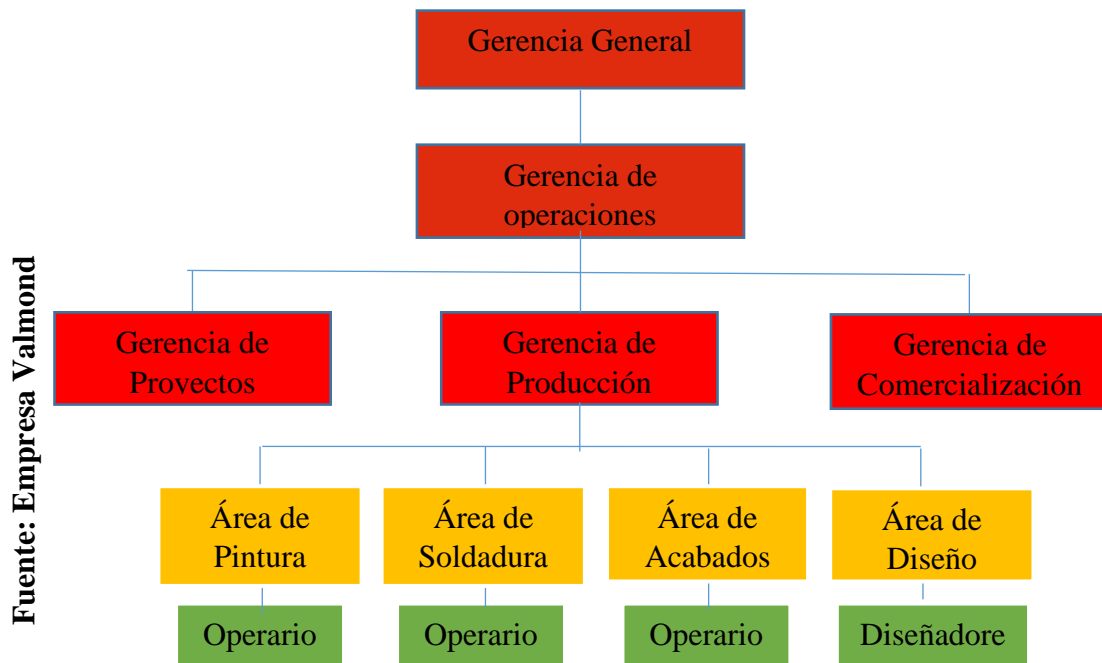 Gerencia General
Gerencia de
operaciones
Fuente: Empresa Valmond
Gerencia de
Proyectos
Gerencia de
Producción
Gerencia de
Comercialización
Área de
Pintura
Área de
Soldadura
Área de
Acabados
Área de
Diseño
Operario
Operario
Operario
Diseñadore